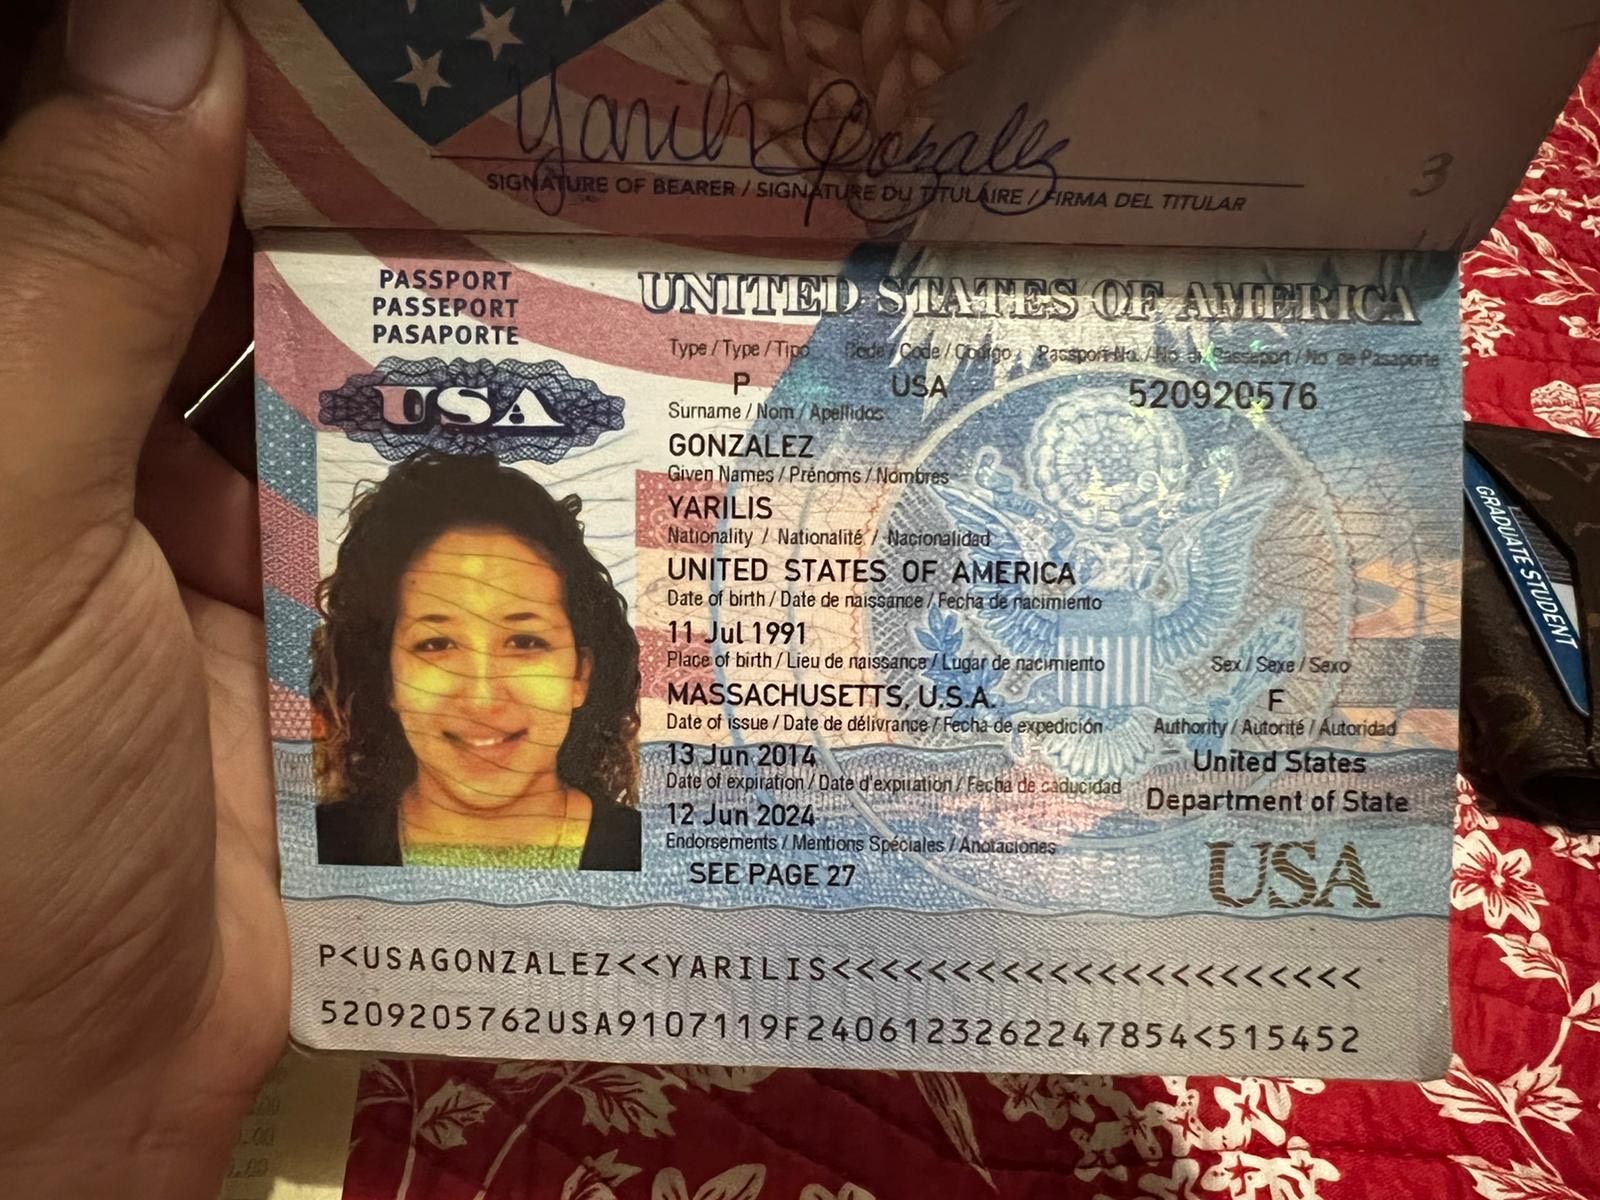 Yarilis Gonzalez
SIGNATURE OF BEARER / SIGNATURE DU TITULAIRE / FIRMA DEL TITULAR
3
PASSPORT
PASSEPORT
PASAPORTE
USA
UNITED STATES OF AMERICA
Type / Type / Tipo Code / Code / Código Passport No. / No. de Passeport / No. de Pasaporte
P USA 520920576
Surname / Nom / Apellidos
GONZALEZ
Given Names / Prénoms / Nombres
YARILIS
Nationality / Nationalité / Nacionalidad
UNITED STATES OF AMERICA
Date of birth / Date de naissance / Fecha de nacimiento
11 Jul 1991
Place of birth / Lieu de naissance / Lugar de nacimiento Sex / Sexe / Sexo
MASSACHUSETTS, U.S.A. F
Date of issue / Date de délivrance / Fecha de expedición Authority / Autorité / Autoridad
13 Jun 2014 United States
Date of expiration / Date d'expiration / Fecha de caducidad Department of State
12 Jun 2024
Endorsements / Mentions Spéciales / Anotaciones
SEE PAGE 27
USA
P<USAGONZALEZ<<YARILIS<<<<<<<<<<<<<<<<<<<<<<
5209205762USA9107119F2406123262247854<515452
GRADUATE STUDENT